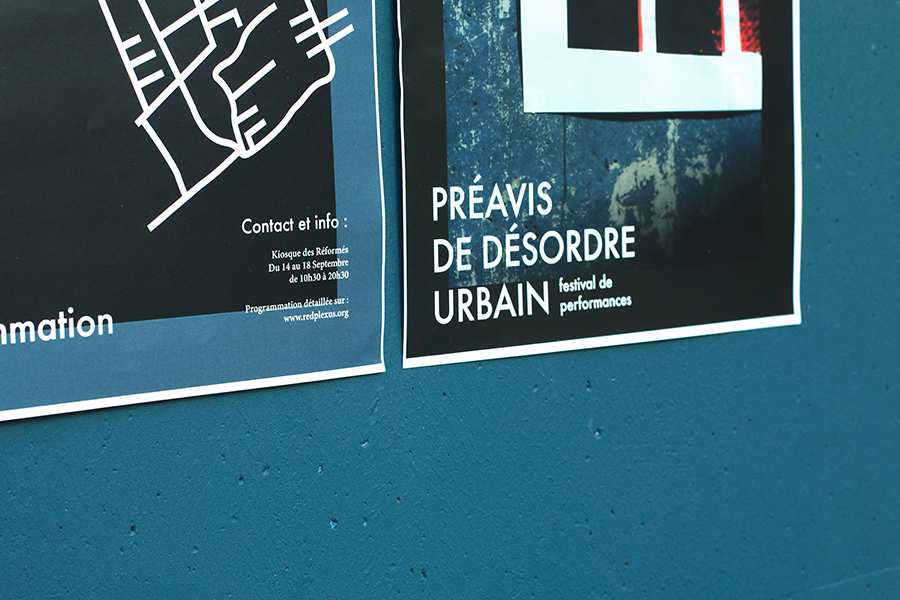 Contact et info :
Kiosque des Réformés
Du 14 au 18 Septembre
de 10h30 à 20h30
Programmation détaillée sur :
www.redplexus.org
mmation
PRÉAVIS
DE DÉSORDRE
URBAIN
festival de
performances